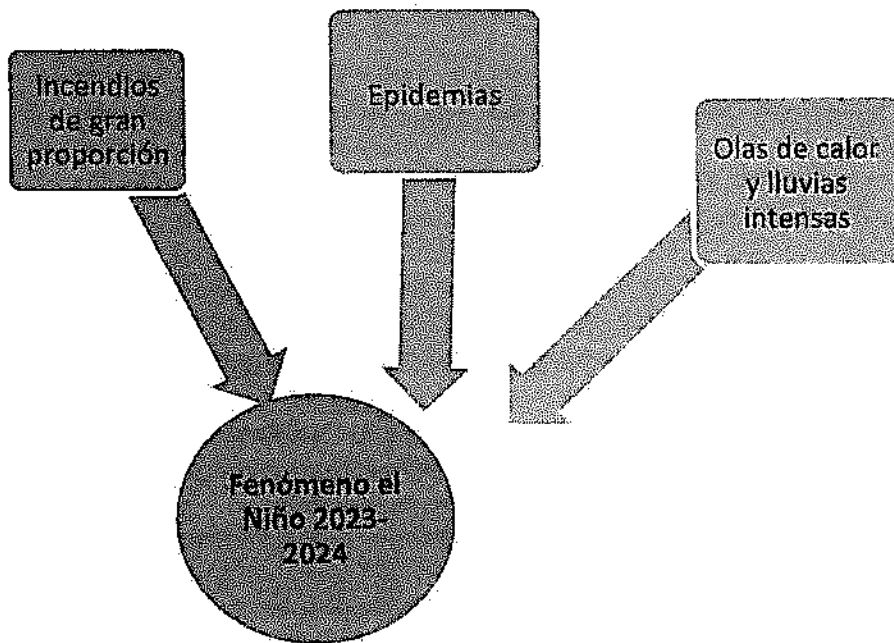 Incendios
de gran
proporción
Epidemias
Olas de calor
y lluvias
intensas
Fenómeno el
Niño 2023-
2024